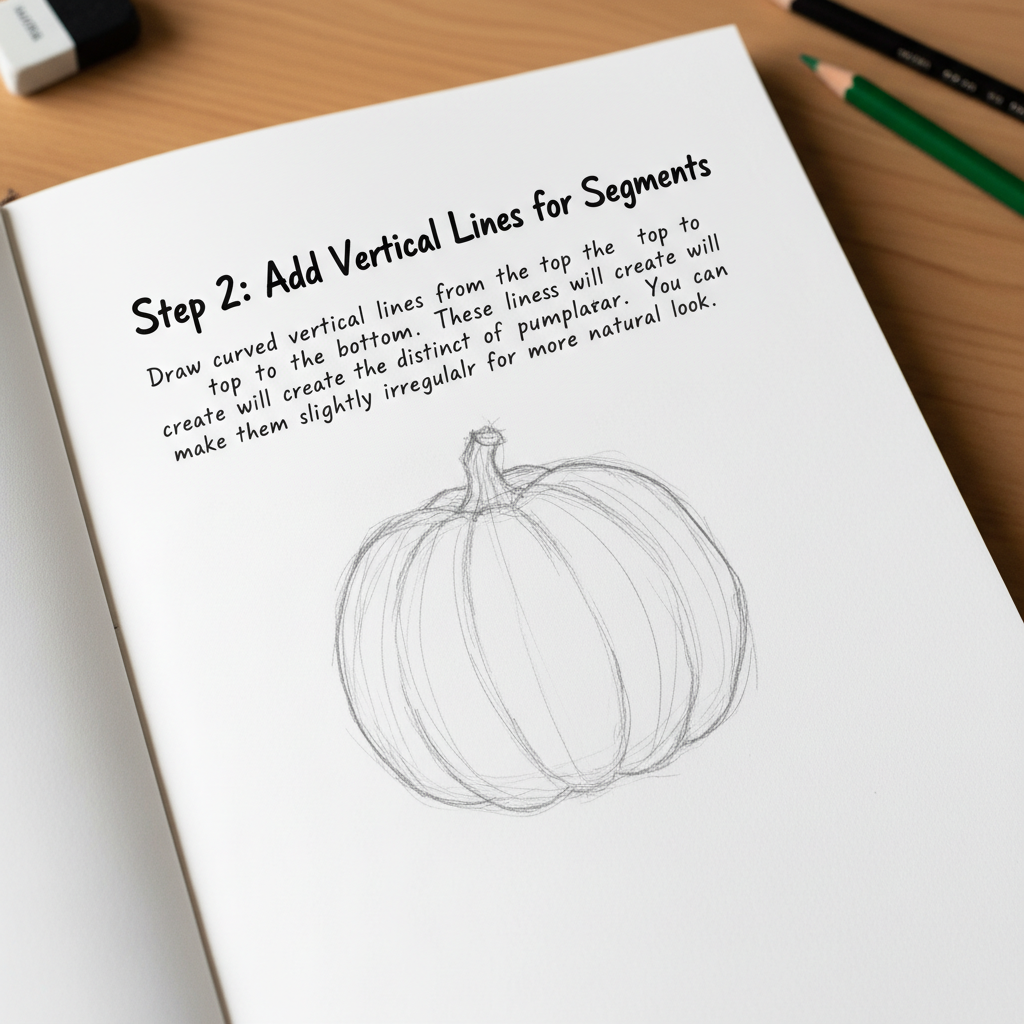 Step 2: Add Vertical Lines for Segments
Draw curved vertical lines from the top the top to
top to the bottom. These liness will create will
create will create the distinct of pumplarar. You can
make them slightly irregulalr for more natural look.